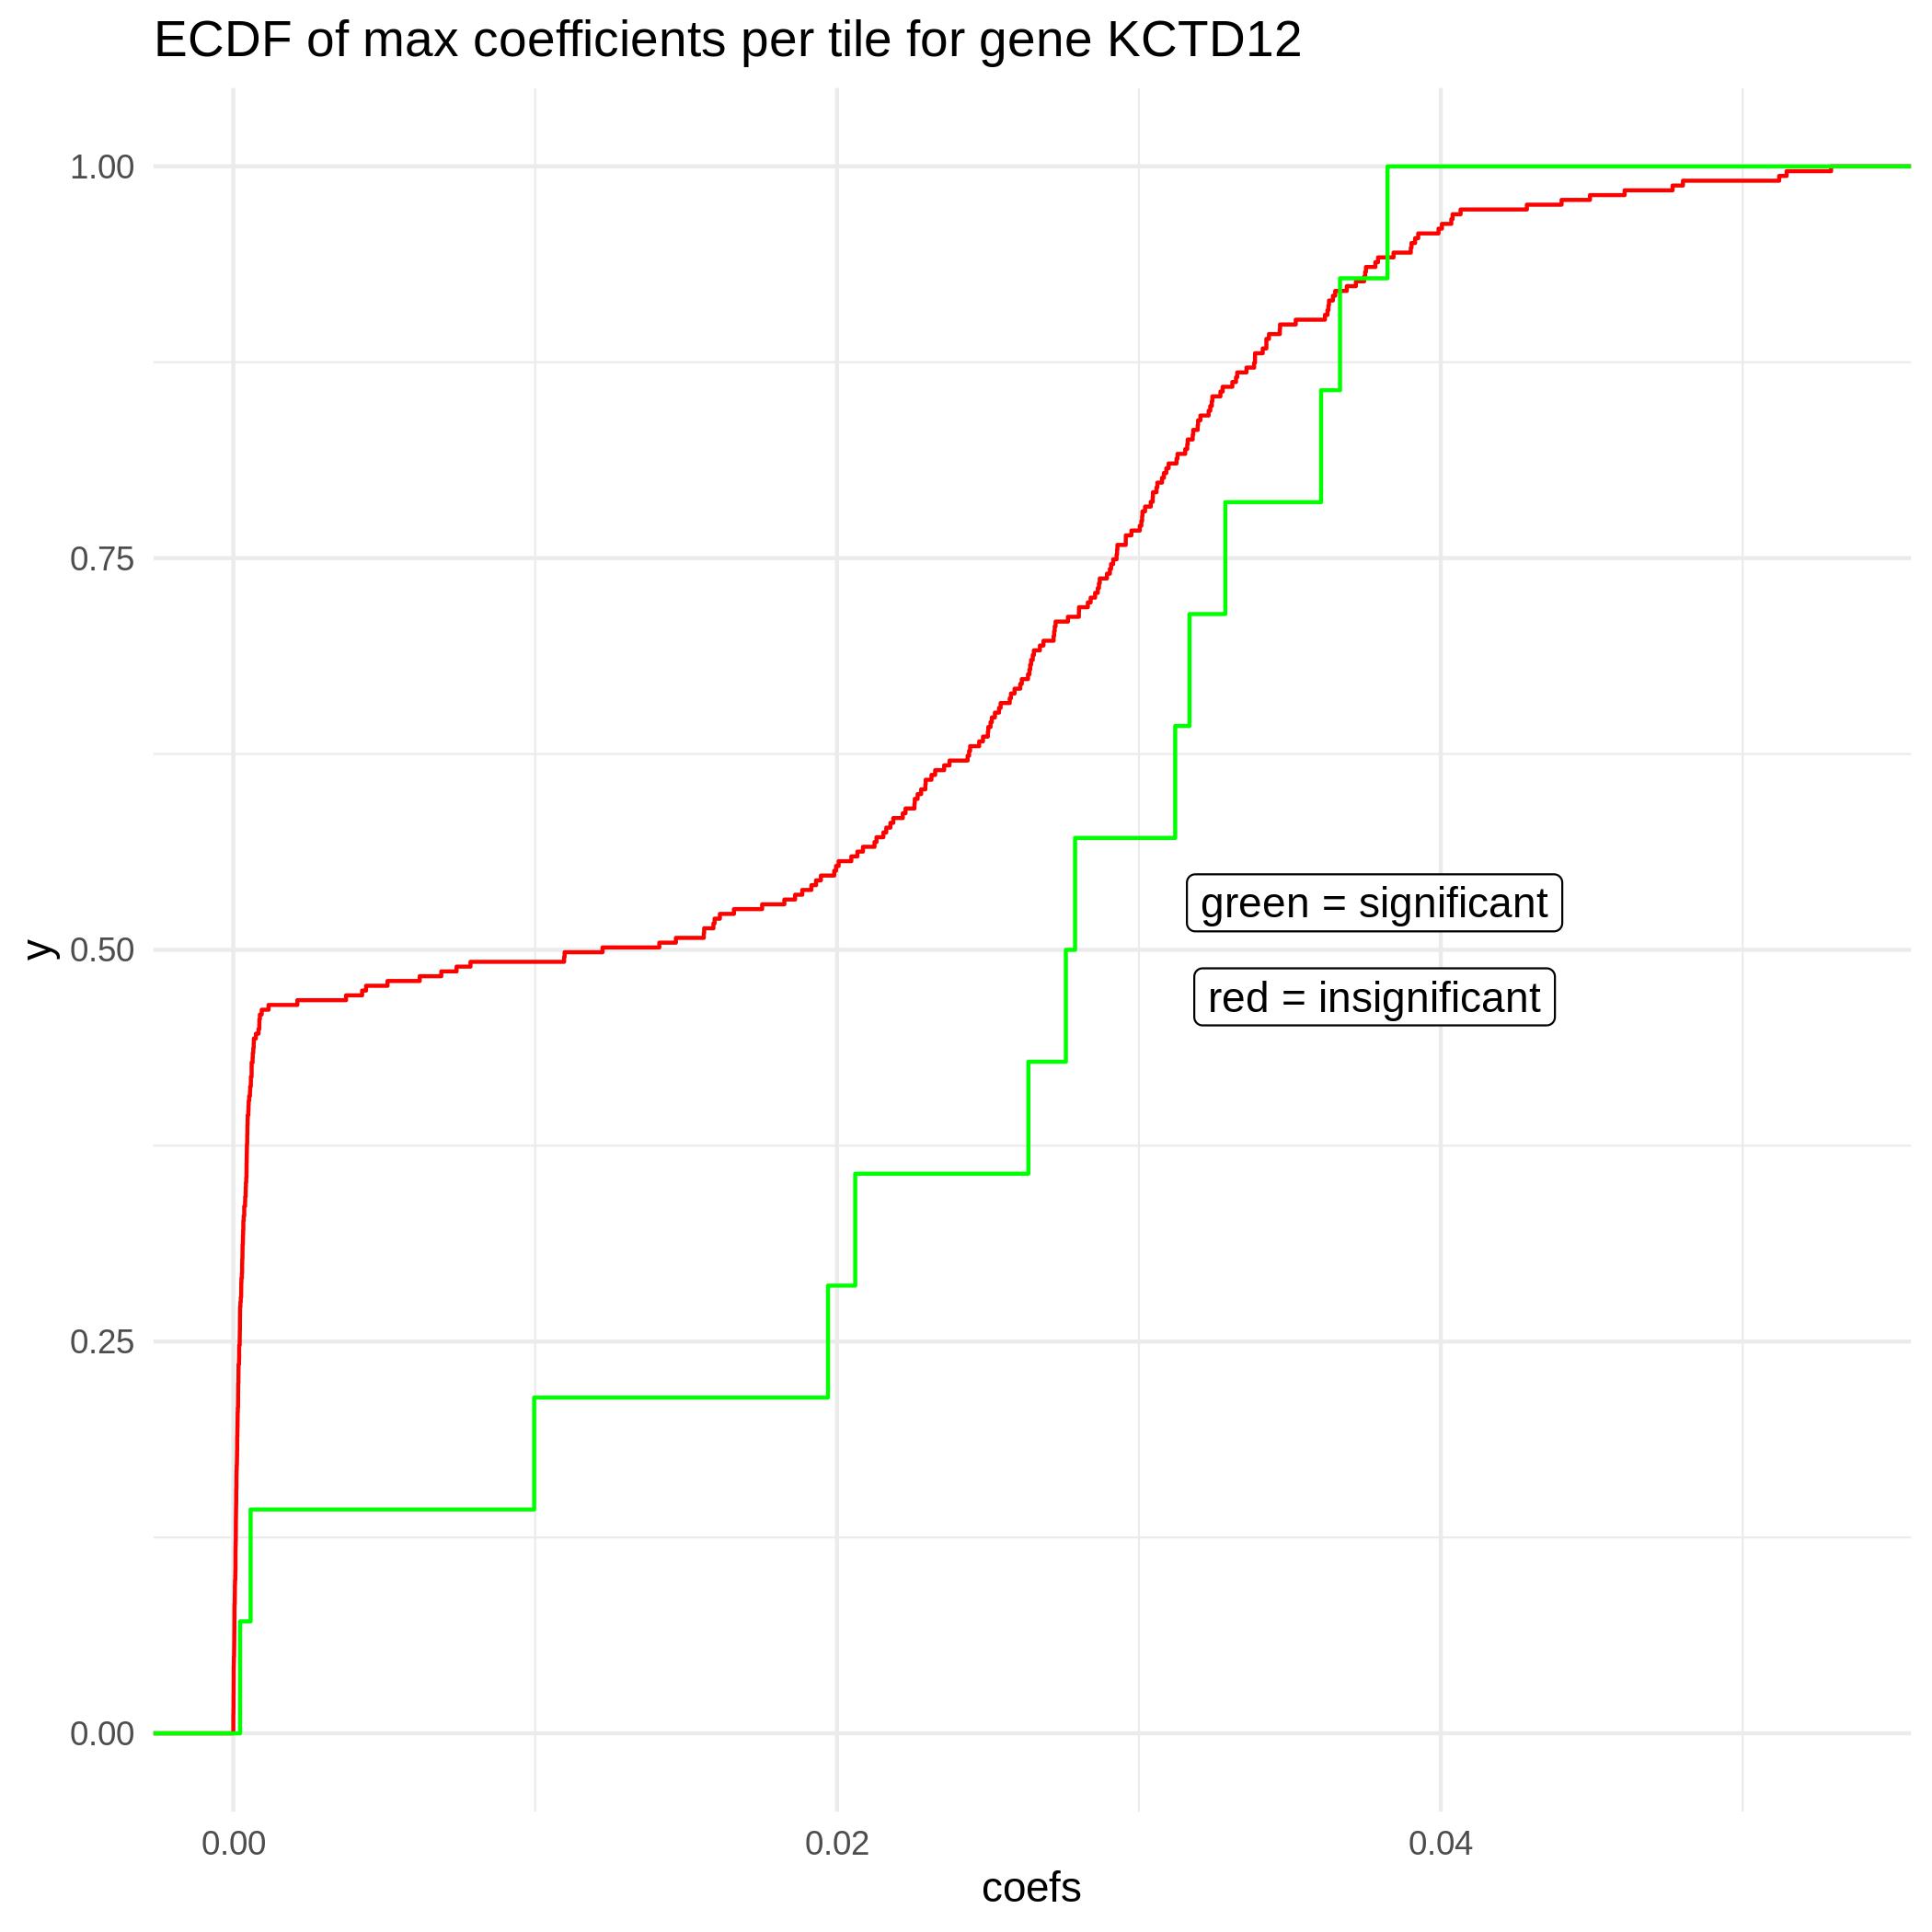 ECDF of max coefficients per tile for gene KCTD12
1.00
0.75
0.50
0.25
0.00
y
green = significant
red = insignificant
0.00 0.02 0.04
coefs